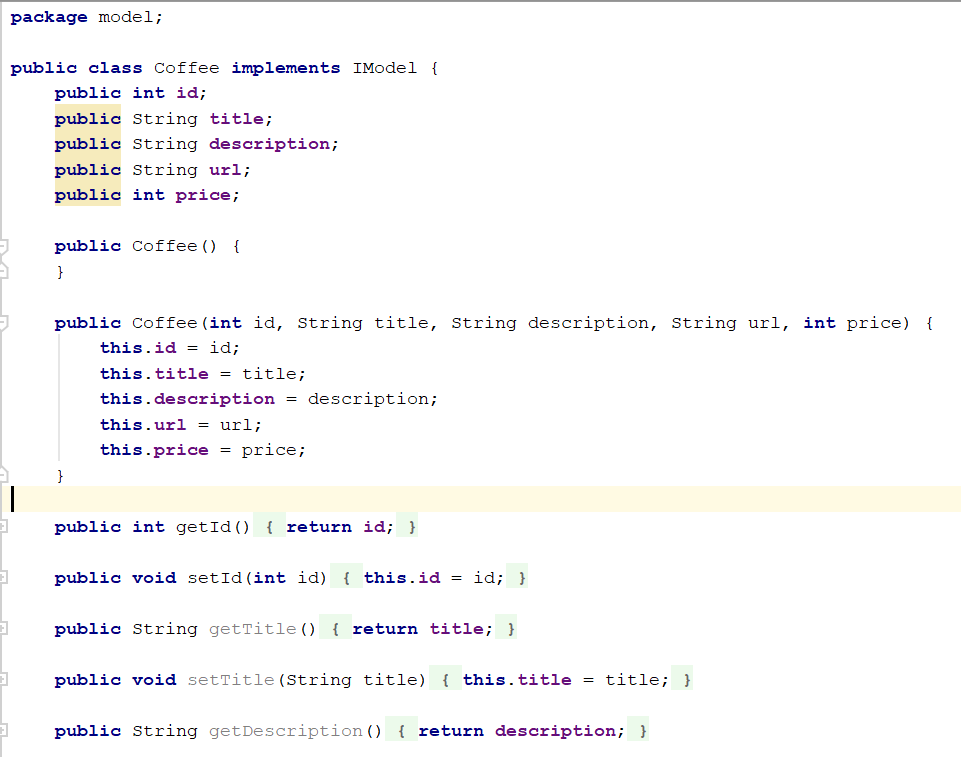 package model;
public class Coffee implements IModel {
public int id;
public String title;
public String description;
public String url;
public int price;
public Coffee() {
}
public Coffee(int id, String title, String description, String url, int price) {
this.id = id;
this.title = title;
this.description = description;
this.url = url;
this.price = price;
}
public int getId() { return id; }
public void setId(int id) { this.id = id; }
public String getTitle() { return title; }
public void setTitle(String title) { this.title = title; }
public String getDescription() { return description; }